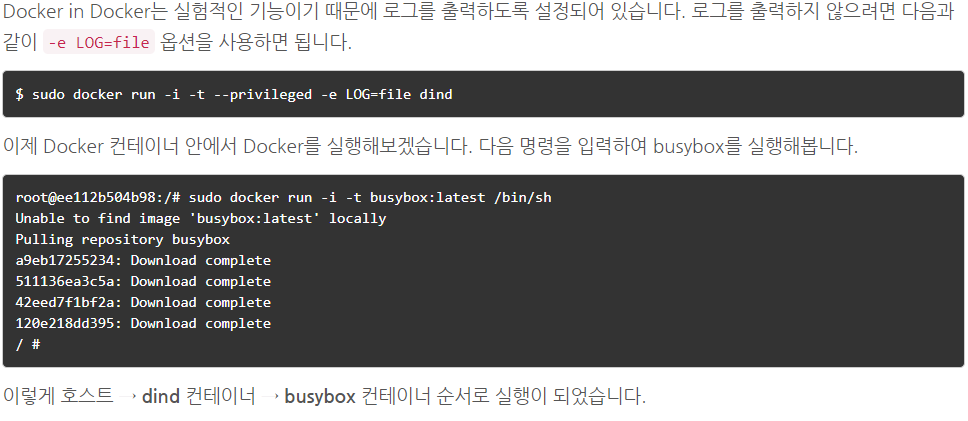 Docker in Docker는 실험적인 기능이기 때문에 로그를 출력하도록 설정되어 있습니다. 로그를 출력하지 않으려면 다음과
같이 -e LOG=file 옵션을 사용하면 됩니다.
$ sudo docker run -i -t --privileged -e LOG=file dind
이제 Docker 컨테이너 안에서 Docker를 실행해보겠습니다. 다음 명령을 입력하여 busybox를 실행해봅니다.
root@ee112b504b98:/# sudo docker run -i -t busybox:latest /bin/sh
Unable to find image 'busybox:latest' locally
Pulling repository busybox
a9eb17255234: Download complete
511136ea3c5a: Download complete
42eed7f1bf2a: Download complete
120e218dd395: Download complete
/ #
이렇게 호스트 → dind 컨테이너 → busybox 컨테이너 순서로 실행이 되었습니다.